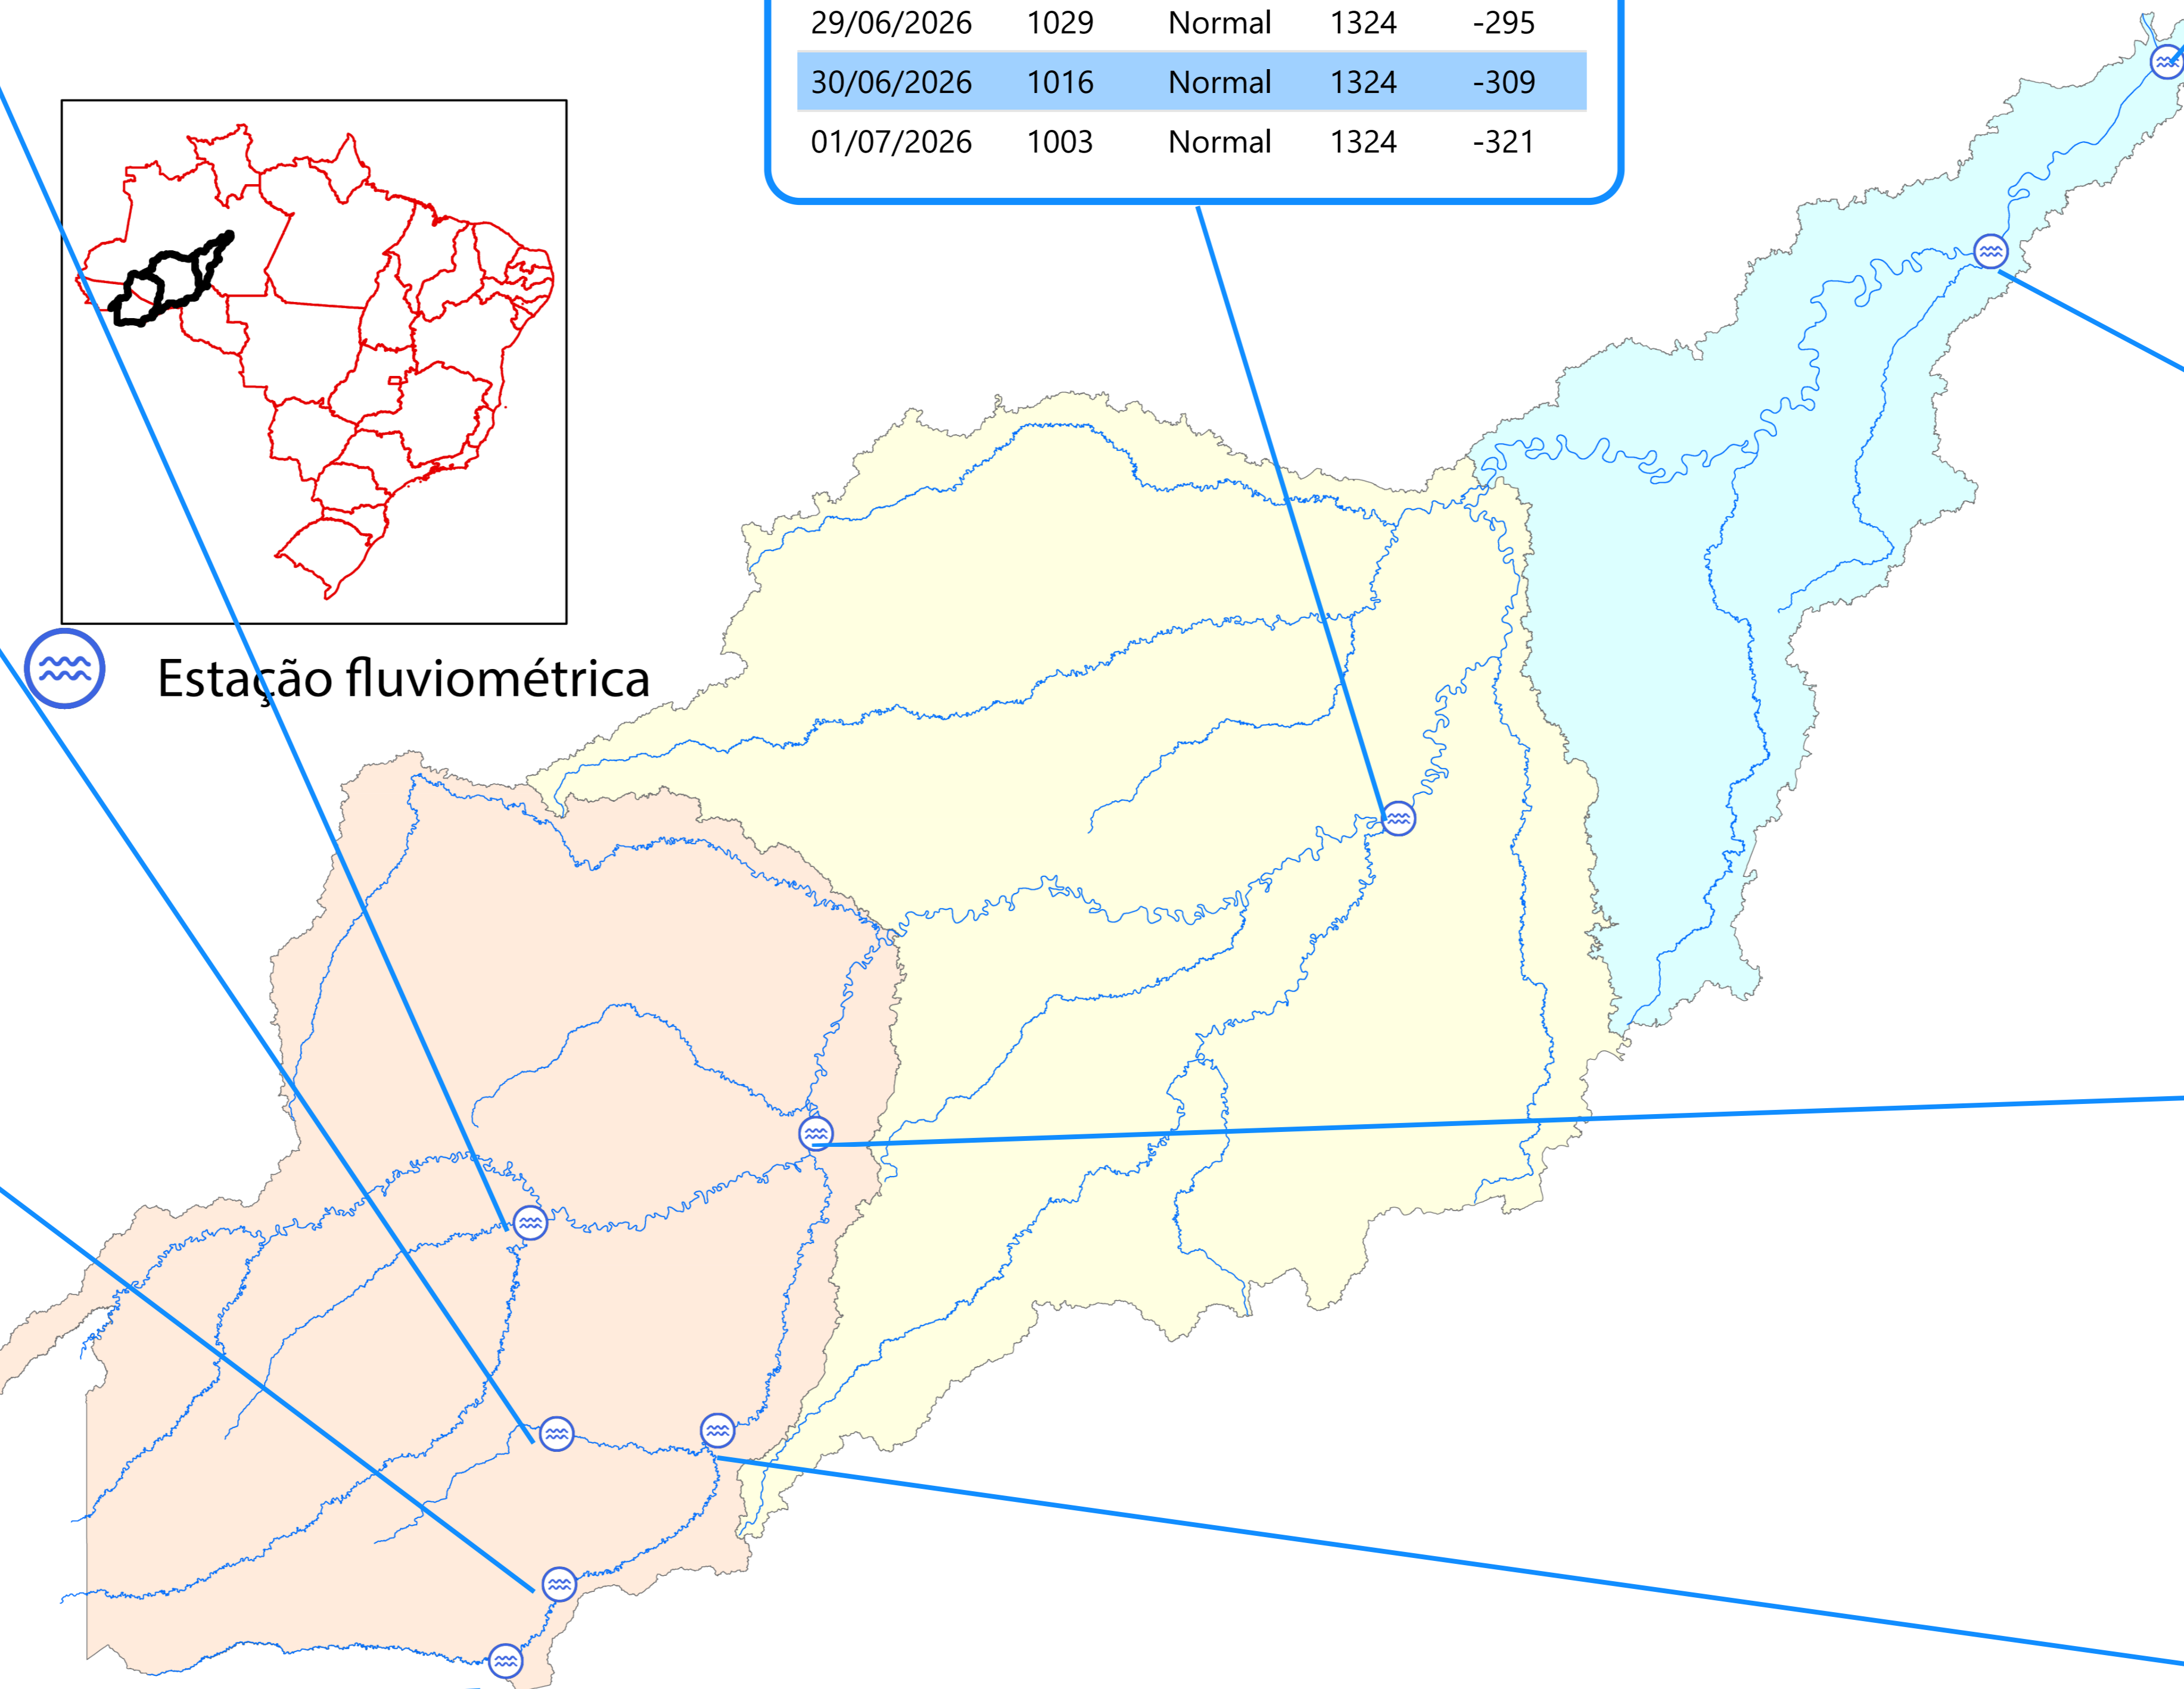 29/06/2026 1029 Normal 1324 -295
30/06/2026 1016 Normal 1324 -309
01/07/2026 1003 Normal 1324 -321
Estação fluviométrica